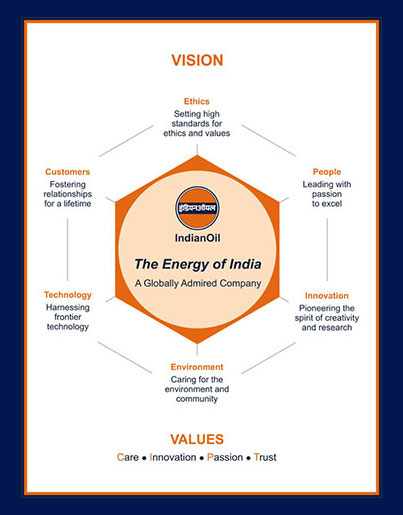 VISION
Ethics
Setting high
standards for
ethics and values
Customers
Fostering
relationships
for a lifetime
People
Leading with
passion
to excel
इंडियनऑयल
IndianOil
The Energy of India
A Globally Admired Company
Technology
Harnessing
frontier
technology
Innovation
Pioneering the
spirit of creativity
and research
Environment
Caring for the
environment and
community
VALUES
Care ● Innovation ● Passion ● Trust